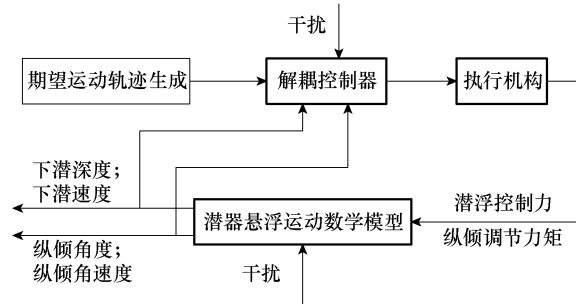 干扰
期望运动轨迹生成
解耦控制器
执行机构
下潜深度；
下潜速度
潜器悬浮运动数学模型
潜浮控制力
纵倾调节力矩
纵倾角度；
纵倾角速度
干扰